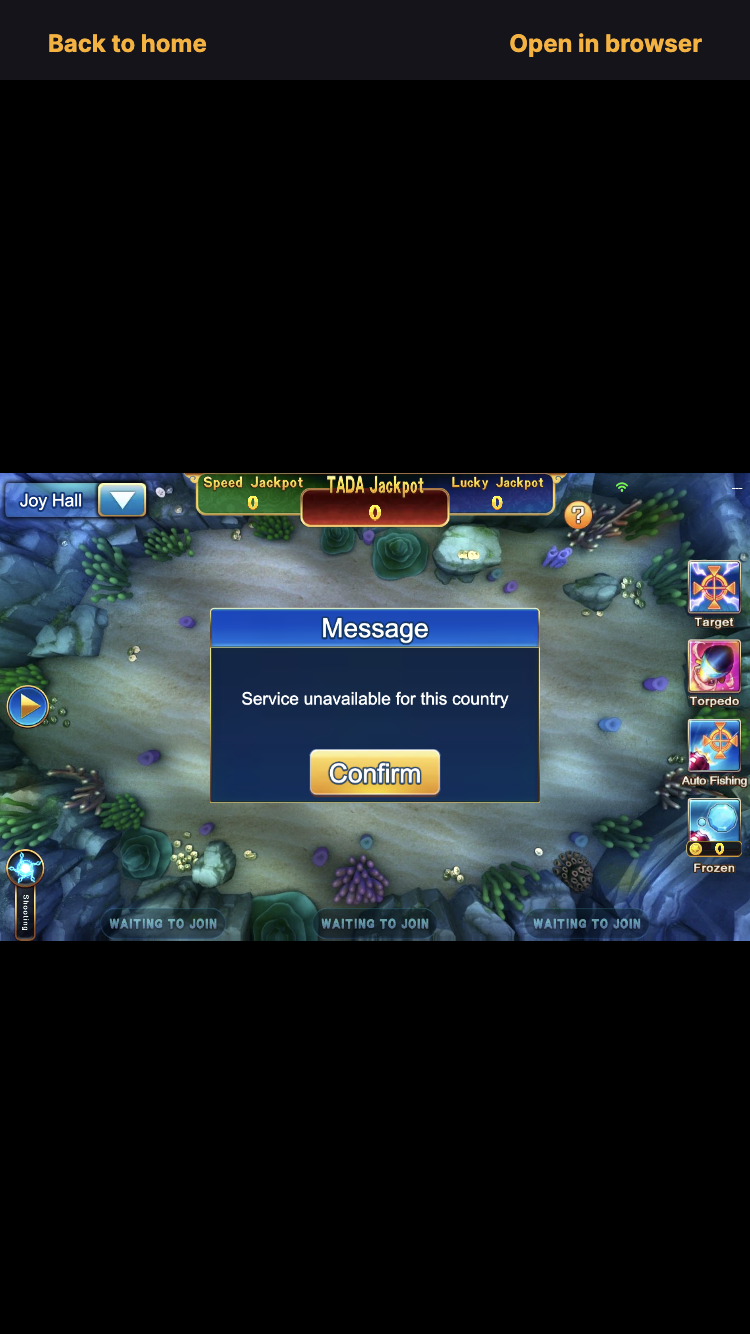 Back to home
Open in browser
Joy Hall
Speed Jackpot
0
TADA Jackpot
0
Lucky Jackpot
0
?
Message
Service unavailable for this country
Confirm
Target
Torpedo
Auto Fishing
0
Frozen
Shooting
WAITING TO JOIN
WAITING TO JOIN
WAITING TO JOIN